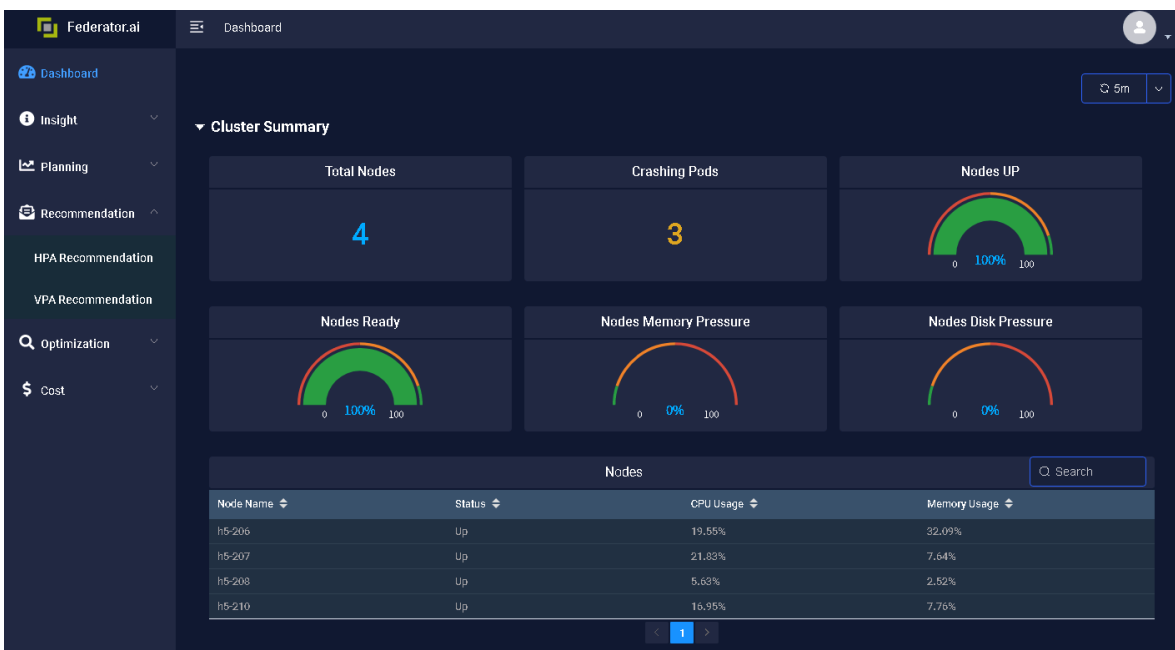 Federator.ai
Dashboard
Dashboard
Insight
Planning
Recommendation
HPA Recommendation
VPA Recommendation
Optimization
$ Cost
5m
Cluster Summary
Total Nodes
4
Crashing Pods
3
Nodes UP
0 100% 100
Nodes Ready
0 100% 100
Nodes Memory Pressure
0 0% 100
Nodes Disk Pressure
0 0% 100
Nodes
Search
Node Name Status CPU Usage Memory Usage
h5-206 Up 19.55% 32.09%
h5-207 Up 21.83% 7.64%
h5-208 Up 5.63% 2.52%
h5-210 Up 16.95% 7.76%
< 1 >